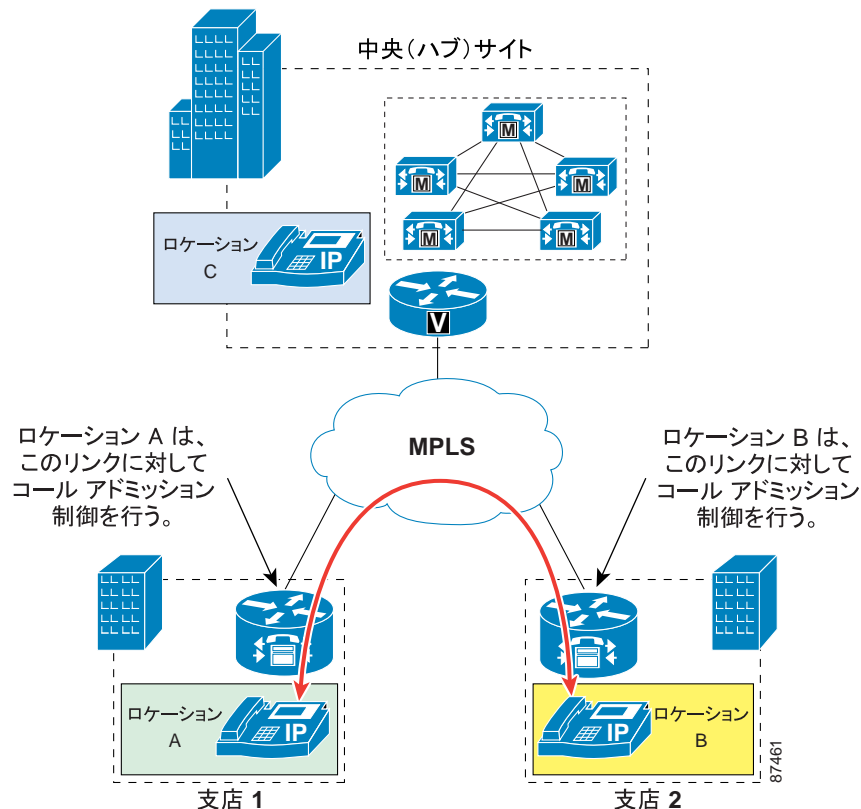 中央(ハブ)サイト
M
M
M
M
M
ロケーション
C
IP
V
MPLS
ロケーション A は、
このリンクに対して
コール アドミッション
制御を行う。
ロケーション B は、
このリンクに対して
コール アドミッション
制御を行う。
ロケーション
A
IP
支店 1
IP
ロケーション
B
支店 2
87461